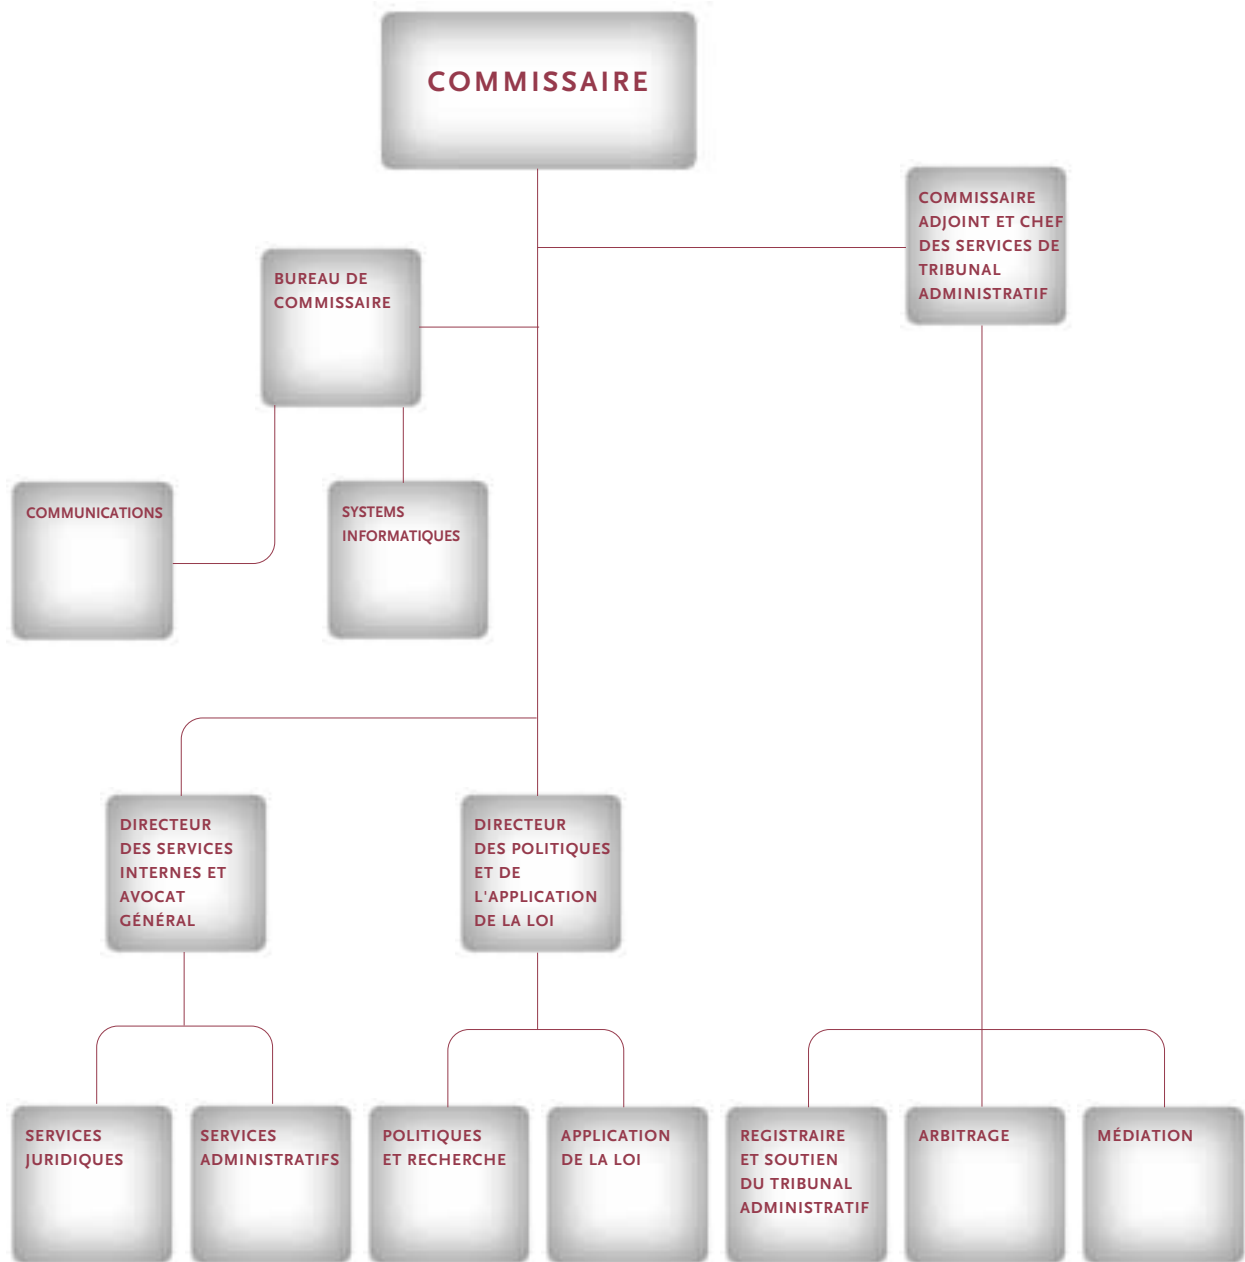 COMMISSAIRE
COMMISSAIRE
ADJOINT ET CHEF
DES SERVICES DE
TRIBUNAL
ADMINISTRATIF
BUREAU DE
COMMISSAIRE
COMMUNICATIONS
SYSTEMS
INFORMATIQUES
DIRECTEUR
DES SERVICES
INTERNES ET
AVOCAT
GÉNÉRAL
DIRECTEUR
DES POLITIQUES
ET DE
L'APPLICATION
DE LA LOI
SERVICES
JURIDIQUES
SERVICES
ADMINISTRATIFS
POLITIQUES
ET RECHERCHE
APPLICATION
DE LA LOI
REGISTRAIRE
ET SOUTIEN
DU TRIBUNAL
ADMINISTRATIF
ARBITRAGE
MÉDIATION